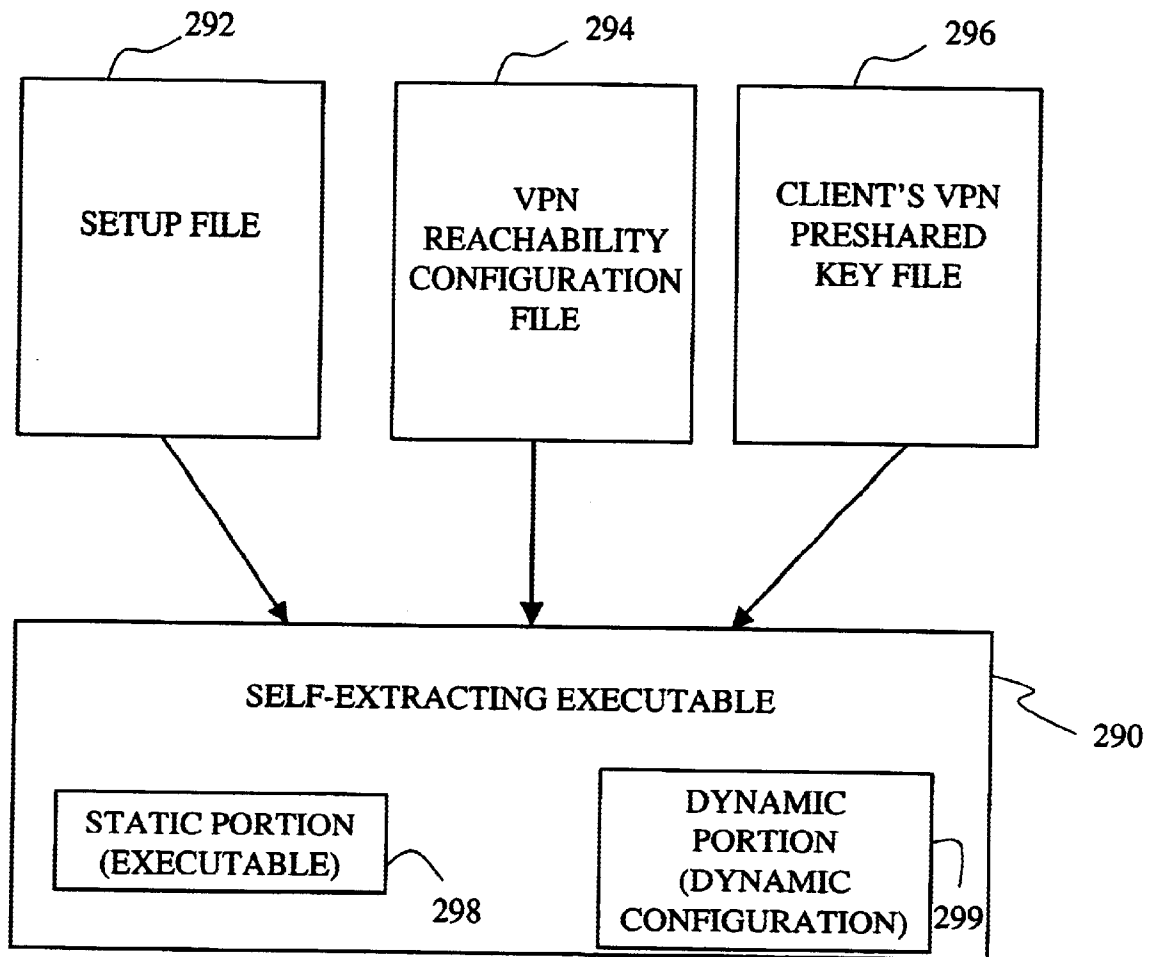 292
294
296
SETUP FILE
VPN
REACHABILITY
CONFIGURATION
FILE
CLIENT'S VPN
PRESHARED
KEY FILE
SELF-EXTRACTING EXECUTABLE
290
STATIC PORTION
(EXECUTABLE)
298
DYNAMIC
PORTION
(DYNAMIC
CONFIGURATION)
299